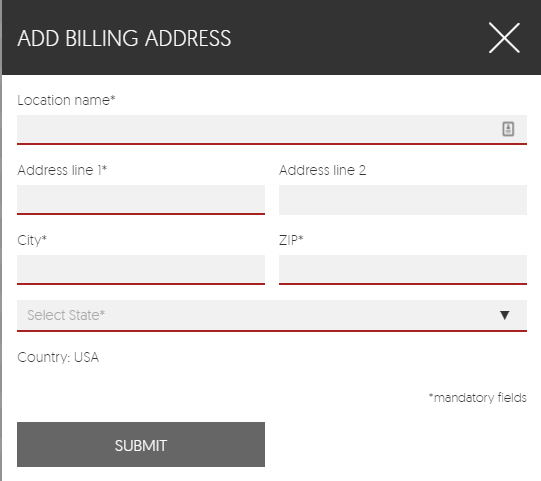 ADD BILLING ADDRESS
Location name*
Address line 1* Address line 2
City* ZIP*
Select State*
Country: USA
*mandatory fields
SUBMIT